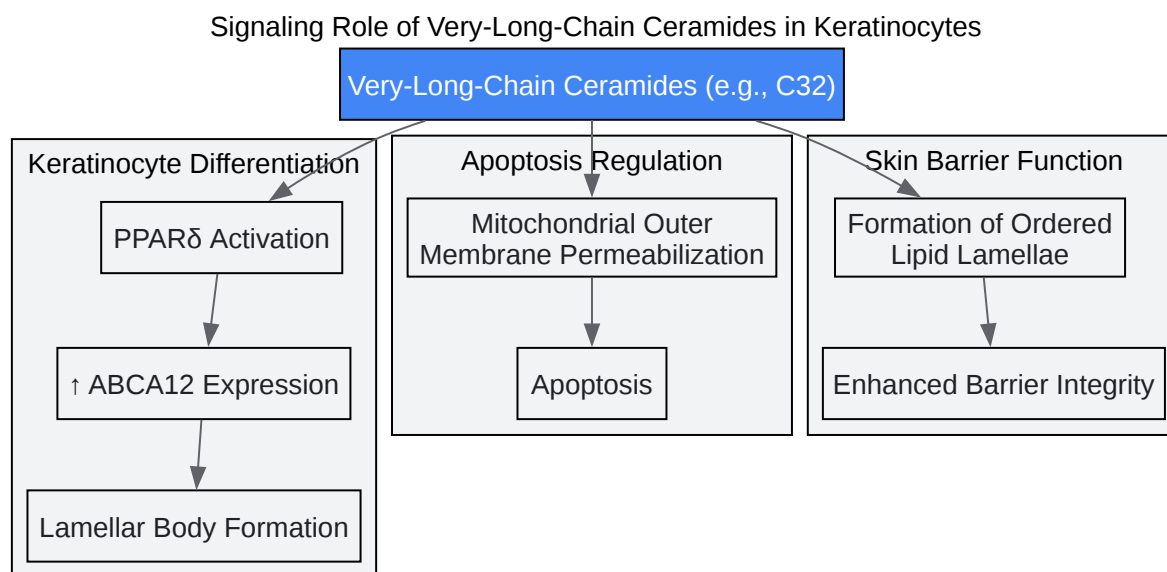 Signaling Role of Very-Long-Chain Ceramides in Keratinocytes
Very-Long-Chain Ceramides (e.g., C32)
Keratinocyte Differentiation
PPARδ Activation
↑ ABCA12 Expression
Lamellar Body Formation
Apoptosis Regulation
Mitochondrial Outer
Membrane Permeabilization
Apoptosis
Skin Barrier Function
Formation of Ordered
Lipid Lamellae
Enhanced Barrier Integrity